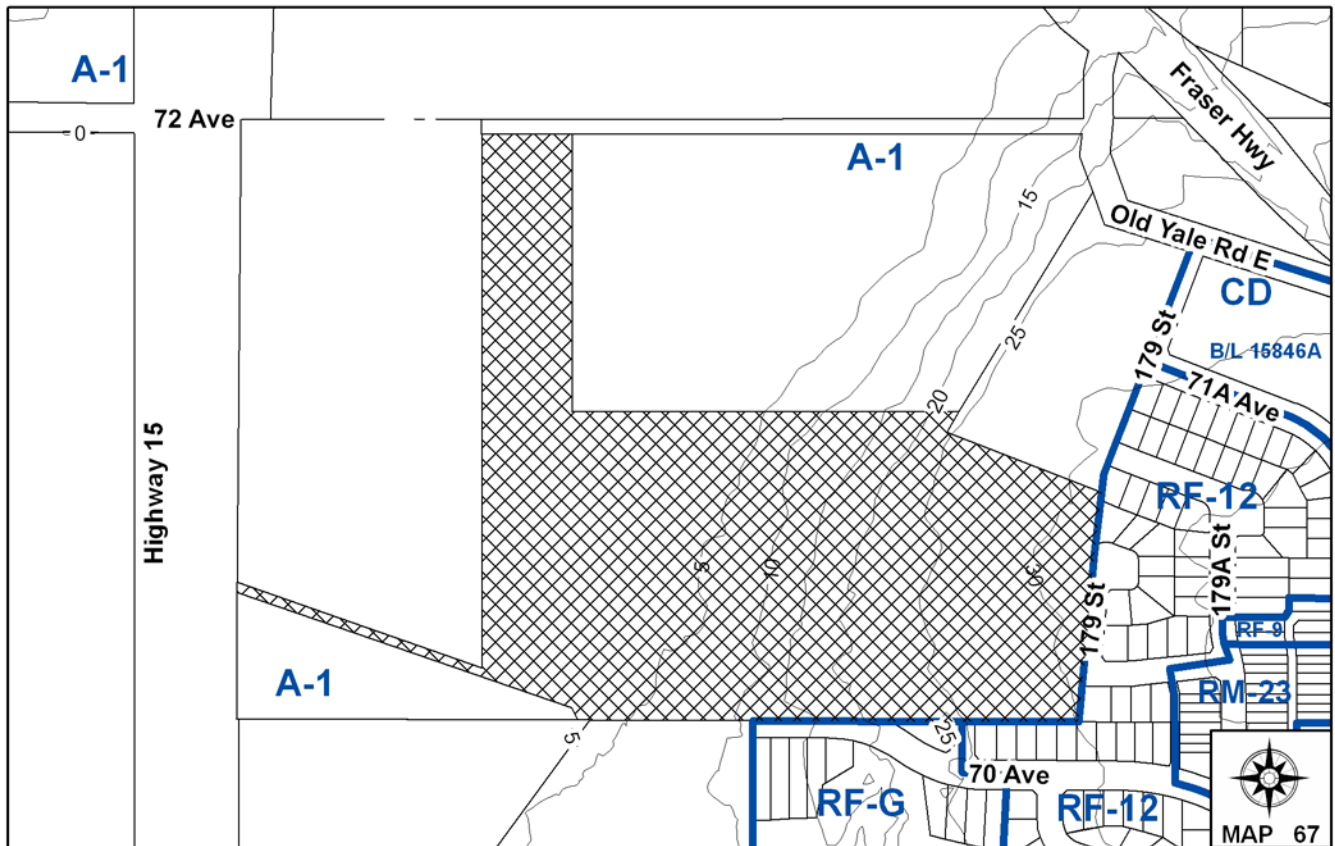 A-1
Fraser Hwy
0
72 Ave
A-1
15
Old Yale Rd E
CD
179 St
B/L 15846A
25
71A Ave
20
Highway 15
RF-12
179A St
5
10
30
179 St
RF-9
A-1
RM-23
5
25
70 Ave
RF-G
RF-12
MAP 67